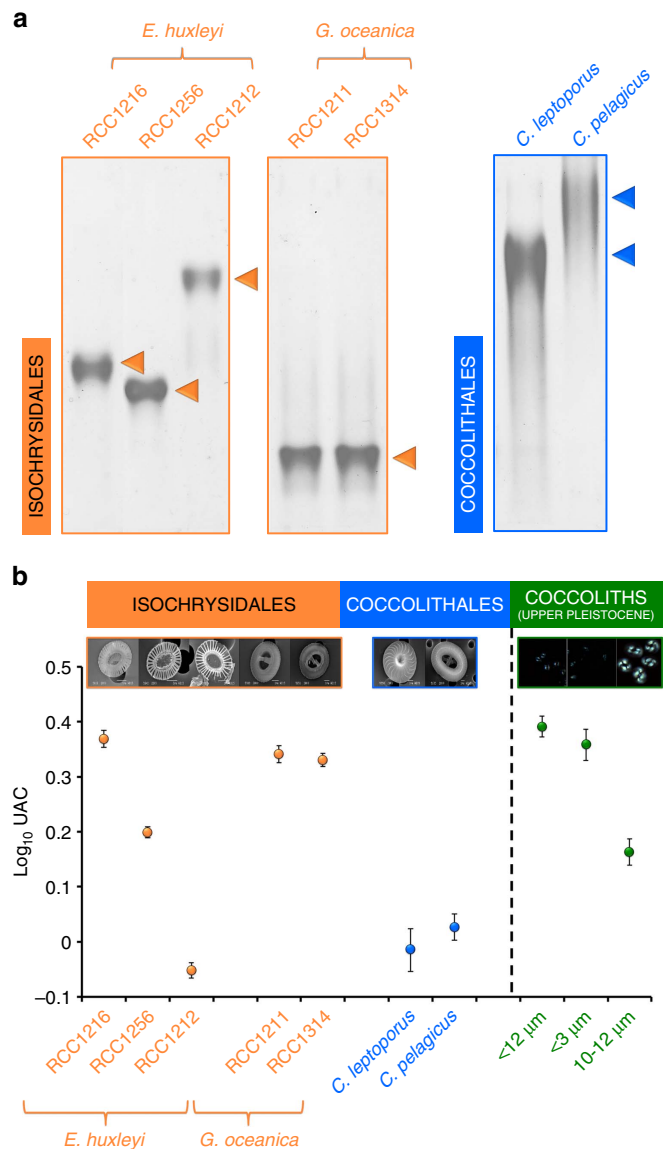 a
E. huxleyi
G. oceanica
RCC1216
RCC1256
RCC1212
RCC1211
RCC1314
C. leptoporus
C. pelagicus
ISOCHRYSIDALES
COCCOLITHALES
b
ISOCHRYSIDALES
COCCOLITHALES
COCCOLITHS
(UPPER PLEISTOCENE)
0.5
0.4
0.3
0.2
0.1
0
–0.1
Log10 UAC
RCC1216
RCC1256
RCC1212
RCC1211
RCC1314
C. leptoporus
C. pelagicus
<12 µm
<3 µm
10-12 µm
E. huxleyi
G. oceanica